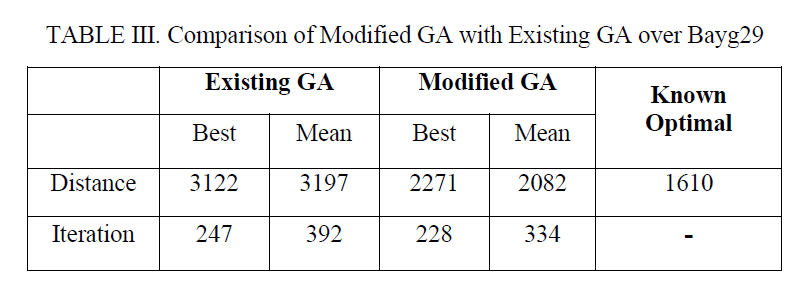 TABLE III. Comparison of Modified GA with Existing GA over Bayg29
Existing GA Modified GA Known Optimal
Best Mean Best Mean
Distance 3122 3197 2271 2082 1610
Iteration 247 392 228 334 -